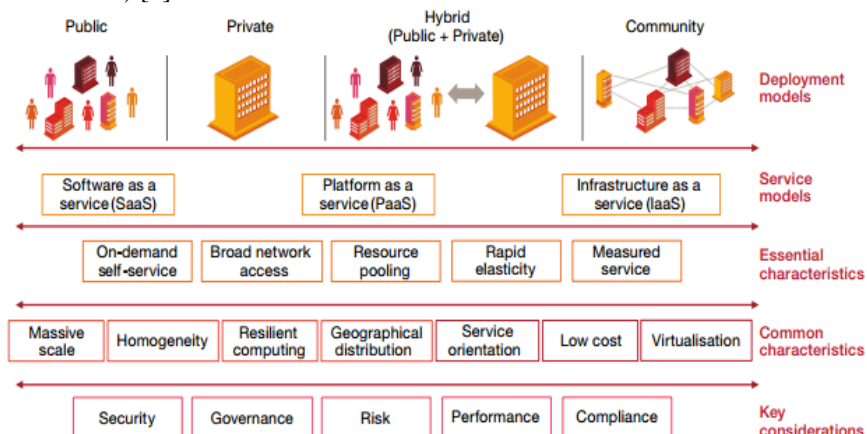 Public
Private
Hybrid
(Public + Private)
Community
Deployment
models
Software as a
service (SaaS)
Platform as a
service (PaaS)
Infrastructure as a
service (IaaS)
Service
models
On-demand
self-service
Broad network
access
Resource
pooling
Rapid
elasticity
Measured
service
Essential
characteristics
Massive
scale
Homogeneity
Resilient
computing
Geographical
distribution
Service
orientation
Low cost
Virtualisation
Common
characteristics
Security
Governance
Risk
Performance
Compliance
Key
considerations